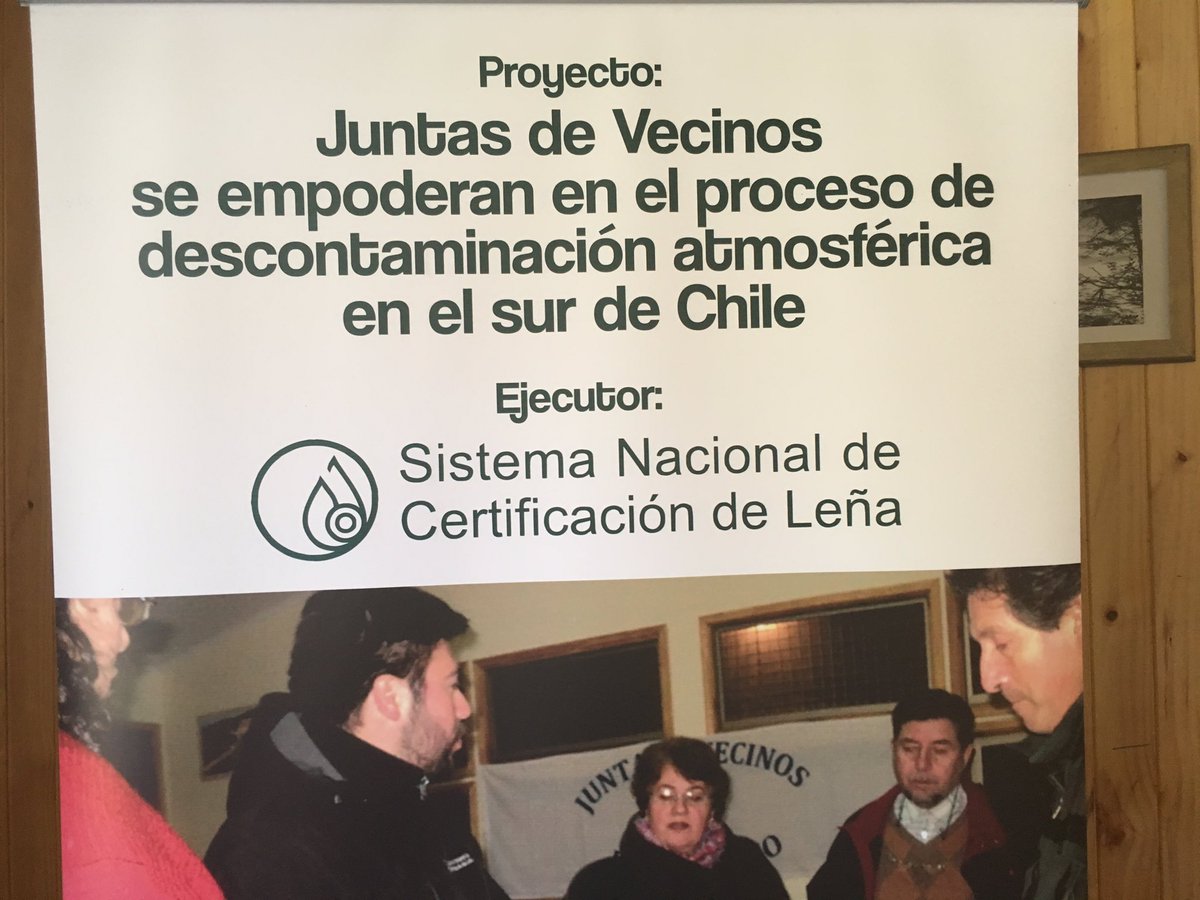 Proyecto:
Juntas de Vecinos
se empoderan en el proceso de
descontaminación atmosférica
en el sur de Chile
Ejecutor:
Sistema Nacional de
Certificación de Leña
VECINOS